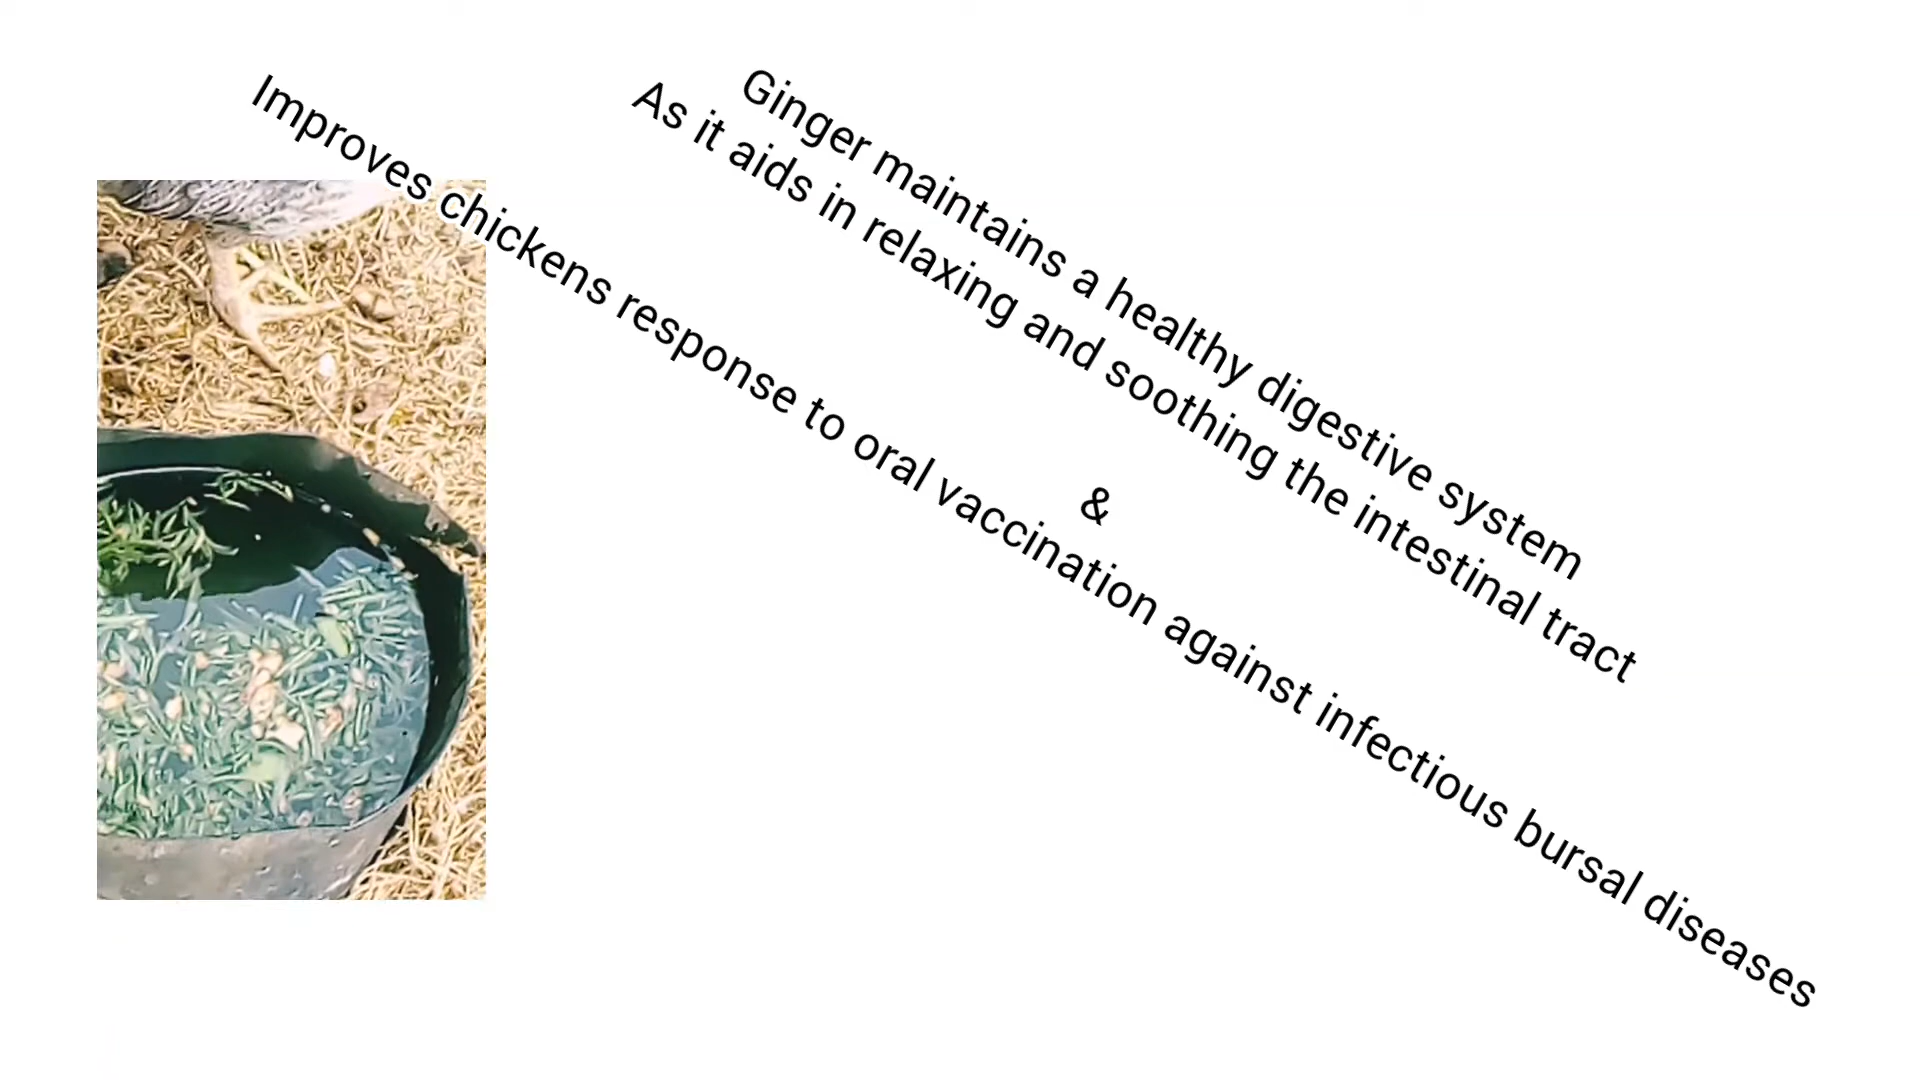 Ginger maintains a healthy digestive system
As it aids in relaxing and soothing the intestinal tract
&
Improves chickens response to oral vaccination against infectious bursal diseases